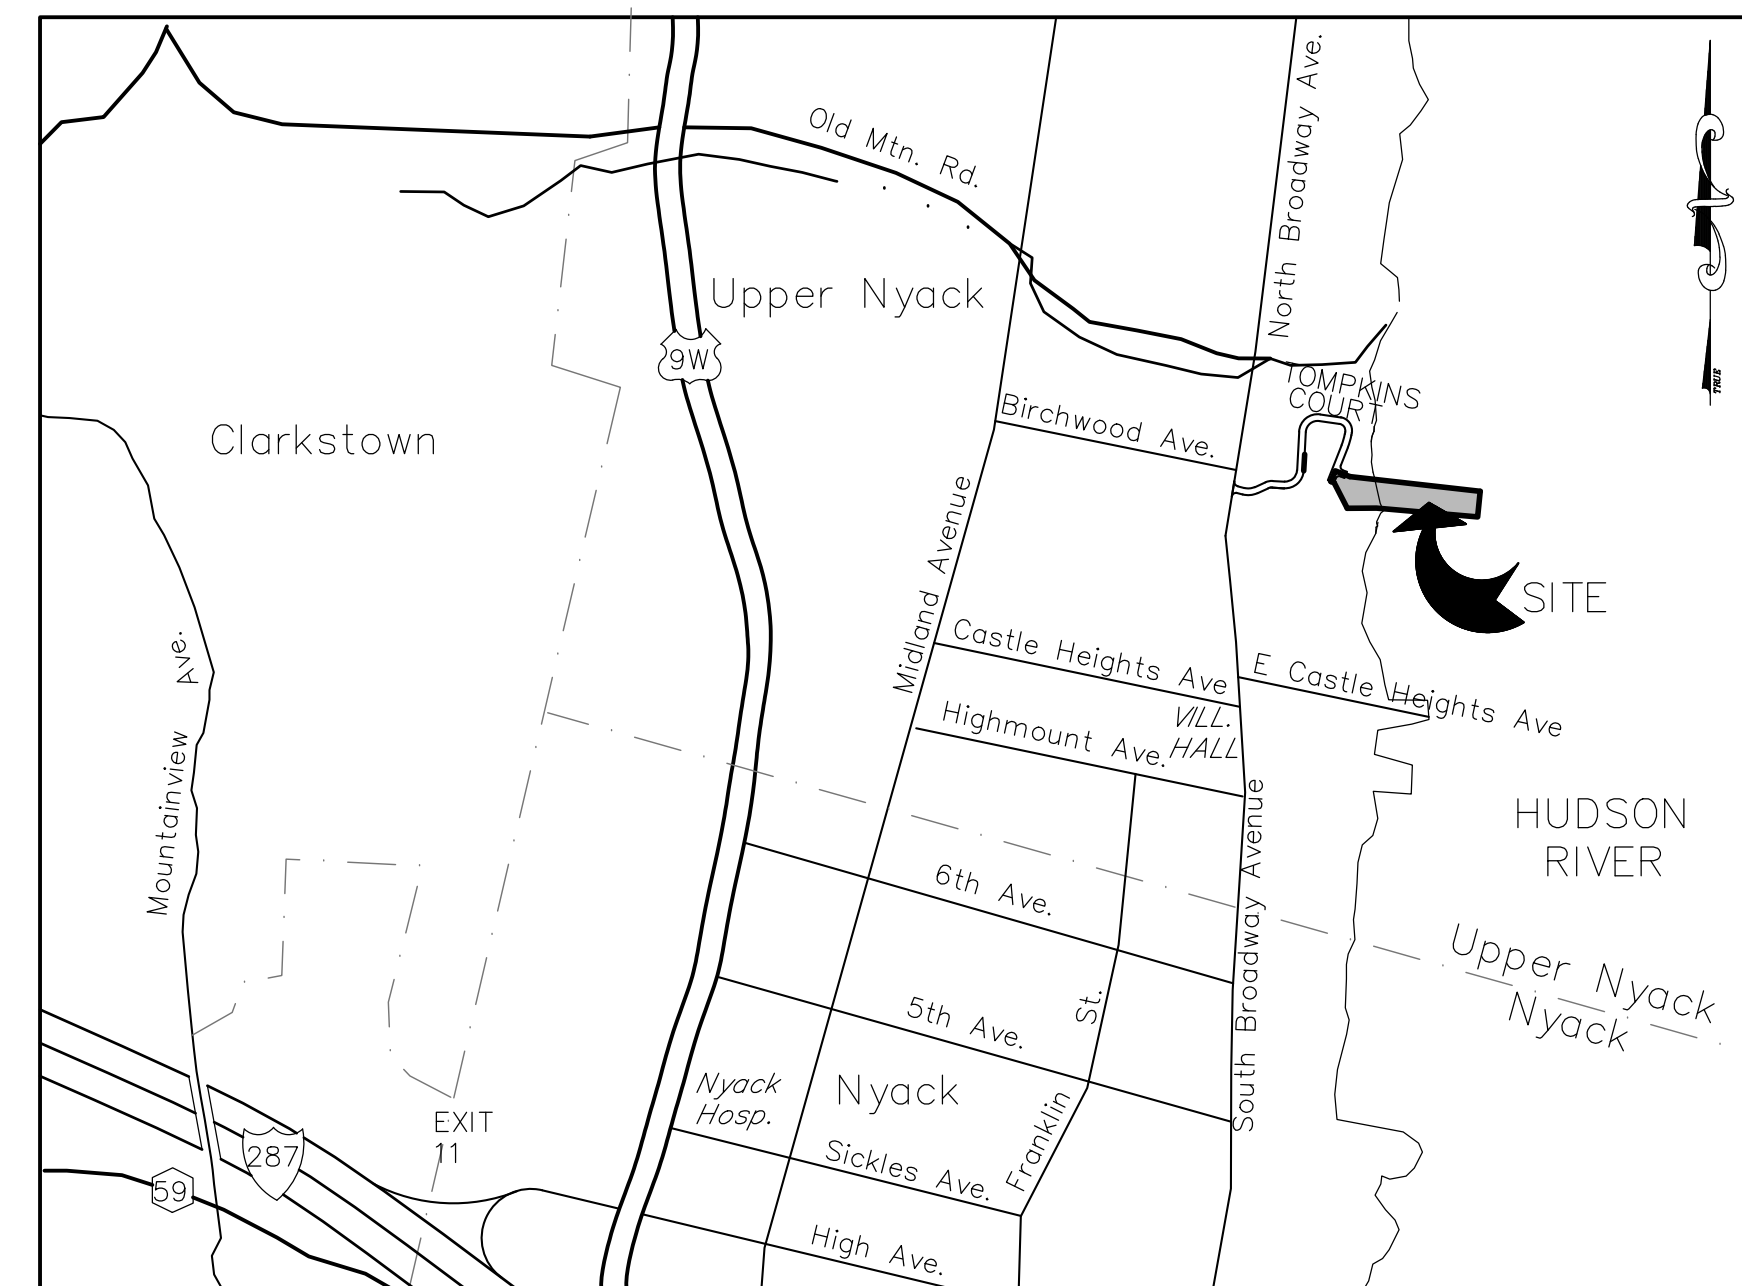 North Broadway Ave.
Old Mtn. Rd.
TRUE
Upper Nyack
9W
TOMPKINS
COURT
Birchwood Ave.
Clarkstown
Midland Avenue
SITE
Castle Heights Ave
E Castle Heights Ave
Mountainview Ave.
Highmount Ave.
VILL.
HALL
HUDSON
RIVER
South Broadway Avenue
6th Ave.
Upper Nyack
Nyack
5th Ave.
Franklin St.
Nyack
Hosp.
Nyack
EXIT
11
287
Sickles Ave.
59
High Ave.